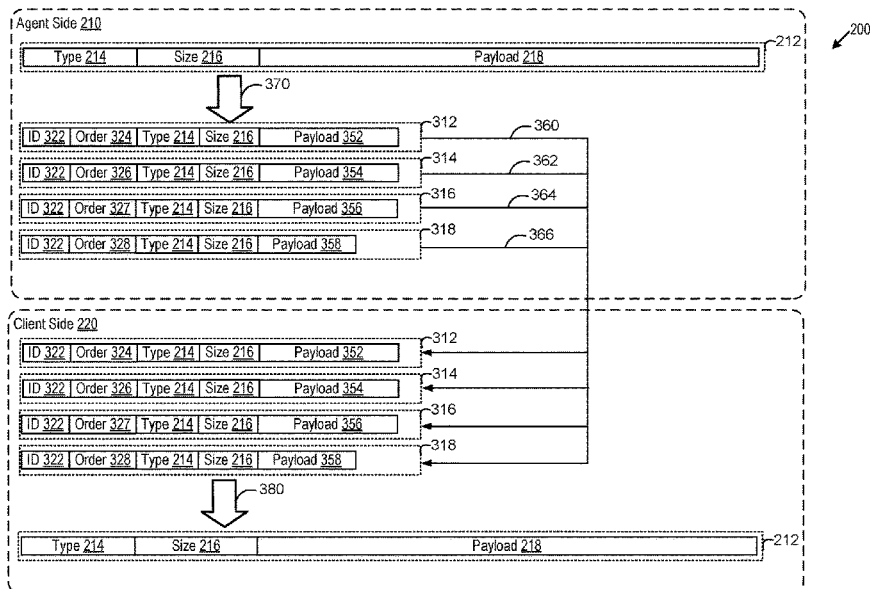 Agent Side 210
200
Type 214 Size 216 Payload 218 212
370
ID 322 Order 324 Type 214 Size 216 Payload 352 312 360
ID 322 Order 326 Type 214 Size 216 Payload 354 314 362
ID 322 Order 327 Type 214 Size 216 Payload 356 316 364
ID 322 Order 328 Type 214 Size 216 Payload 358 318 366
Client Side 220
ID 322 Order 324 Type 214 Size 216 Payload 352 312
ID 322 Order 326 Type 214 Size 216 Payload 354 314
ID 322 Order 327 Type 214 Size 216 Payload 356 316
ID 322 Order 328 Type 214 Size 216 Payload 358 318
380
Type 214 Size 216 Payload 218 212